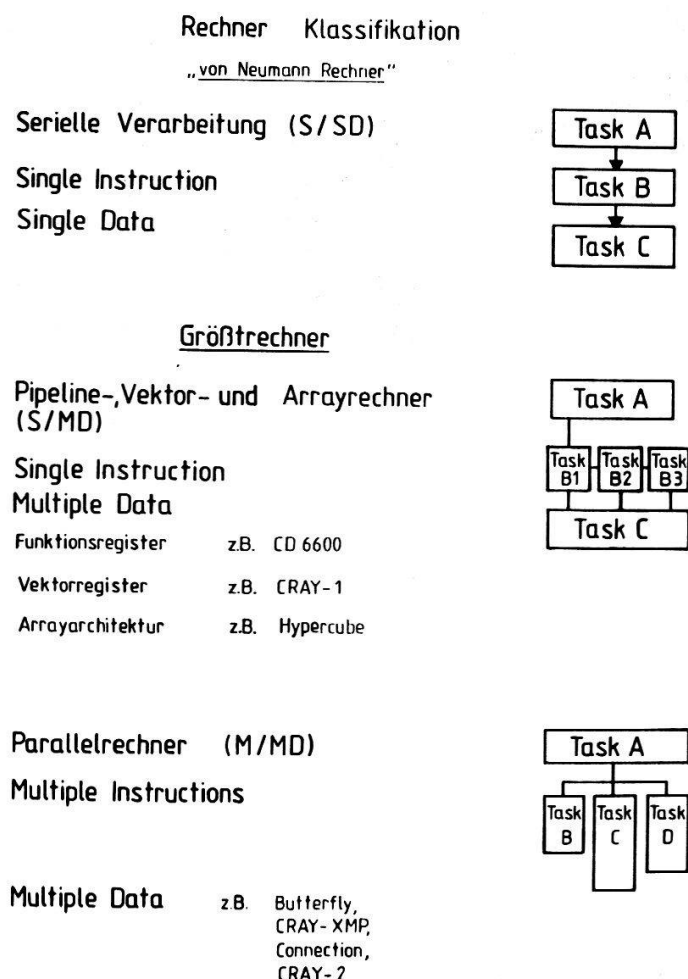 Rechner Klassifikation
„von Neumann Rechner"
Serielle Verarbeitung (S/SD)
Single Instruction
Single Data
Task A
Task B
Task C
Größtrechner
Pipeline-,Vektor- und Arrayrechner
(S/MD)
Single Instruction
Multiple Data
Funktionsregister z.B. CD 6600
Vektorregister z.B. CRAY-1
Arrayarchitektur z.B. Hypercube
Task A
Task B1
Task B2
Task B3
Task C
Parallelrechner (M/MD)
Multiple Instructions
Multiple Data z.B. Butterfly,
CRAY-XMP,
Connection,
CRAY-2
Task A
Task B
Task C
Task D